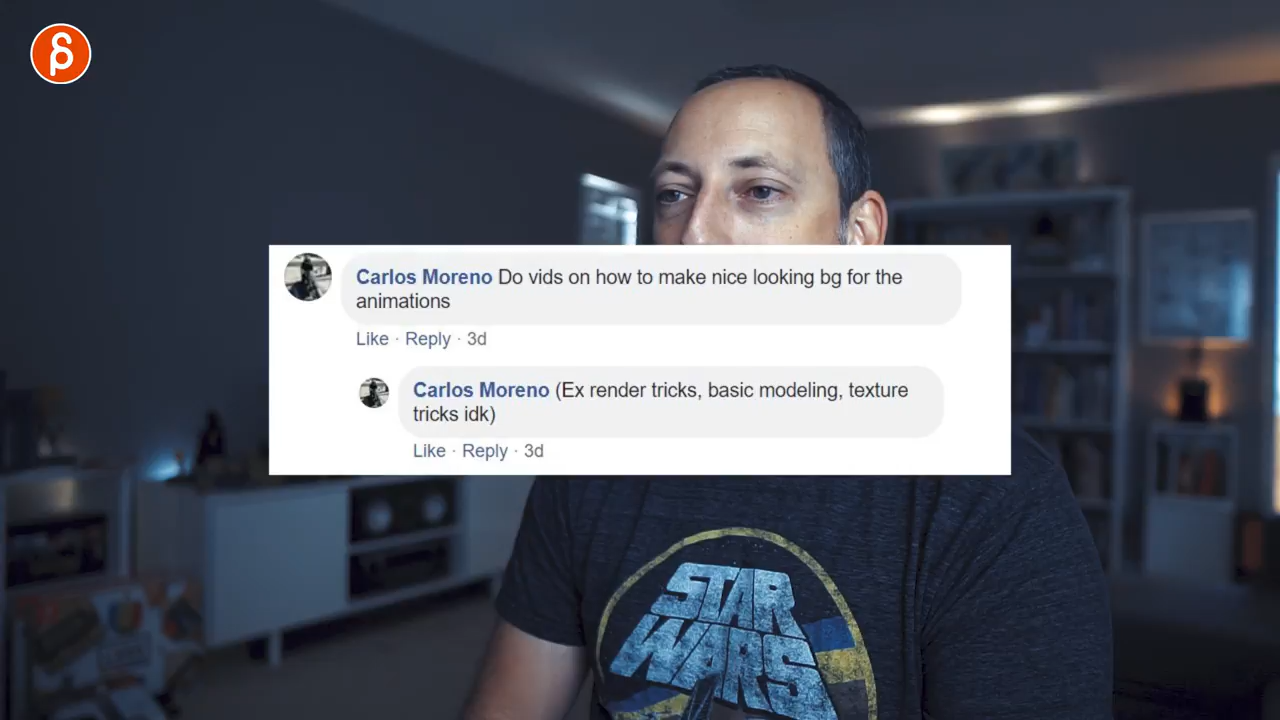 Carlos Moreno Do vids on how to make nice looking bg for the
animations
Like · Reply · 3d
Carlos Moreno (Ex render tricks, basic modeling, texture
tricks idk)
Like · Reply · 3d
STAR
WARS